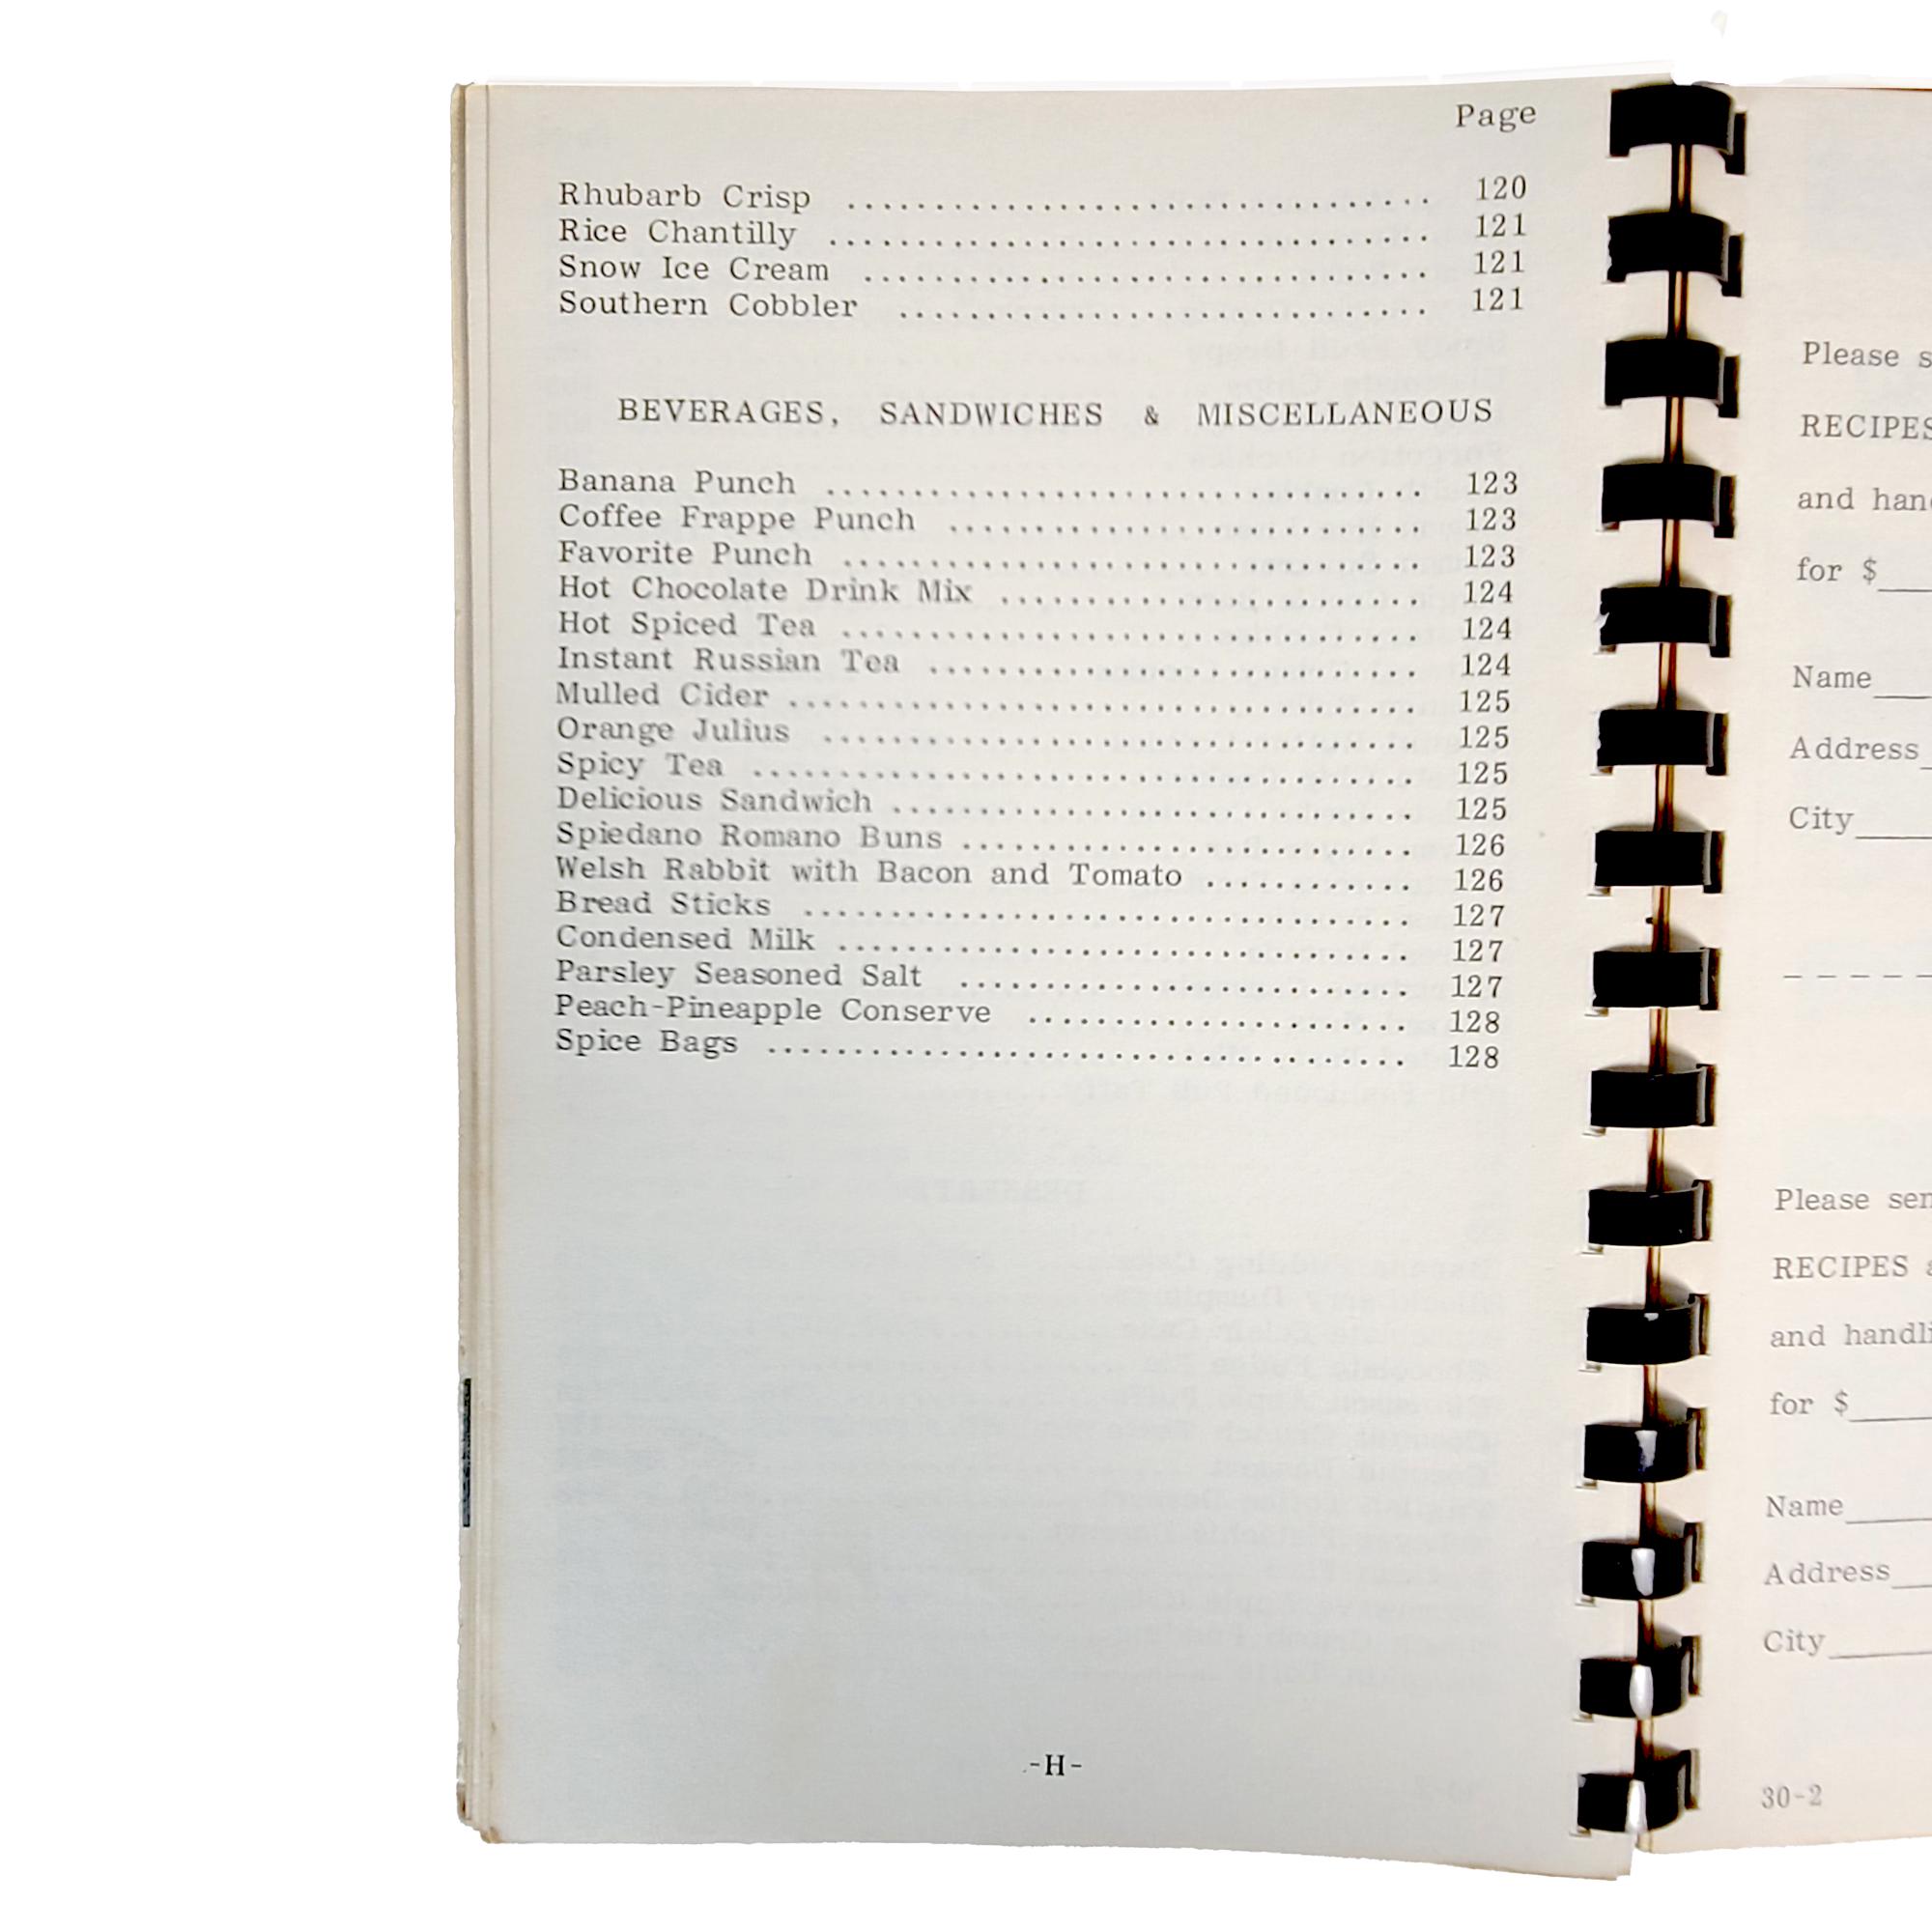 Page
Rhubarb Crisp ................................. 120
Rice Chantilly .................................. 121
Snow Ice Cream ................................ 121
Southern Cobbler .............................. 121
BEVERAGES, SANDWICHES & MISCELLANEOUS
Banana Punch .................................. 123
Coffee Frappe Punch ........................... 123
Favorite Punch ................................. 123
Hot Chocolate Drink Mix ........................ 124
Hot Spiced Tea ................................. 124
Instant Russian Tea ............................ 124
Mulled Cider .................................... 125
Orange Julius .................................. 125
Spicy Tea ...................................... 125
Delicious Sandwich .............................. 125
Spiedano Romano Buns .......................... 126
Welsh Rabbit with Bacon and Tomato ............ 126
Bread Sticks ................................... 127
Condensed Milk ................................. 127
Parsley Seasoned Salt .......................... 127
Peach-Pineapple Conserve ...................... 128
Spice Bags ..................................... 128
-H-
Please s
RECIPES
and han
for $
Name
Address
City
Please sen
RECIPES a
and handli
for $
Name
Address
City
30-2